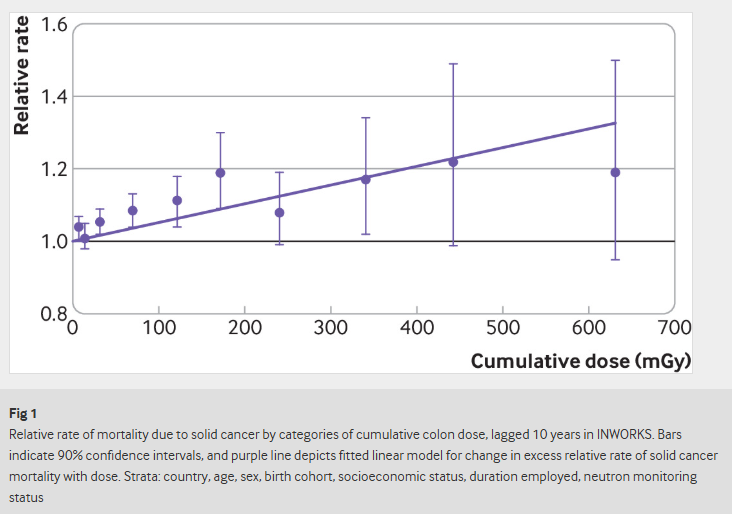 Relative rate
1.6
1.4
1.2
1.0
0.8
0 100 200 300 400 500 600 700
Cumulative dose (mGy)
Fig 1
Relative rate of mortality due to solid cancer by categories of cumulative colon dose, lagged 10 years in INWORKS. Bars
indicate 90% confidence intervals, and purple line depicts fitted linear model for change in excess relative rate of solid cancer
mortality with dose. Strata: country, age, sex, birth cohort, socioeconomic status, duration employed, neutron monitoring
status